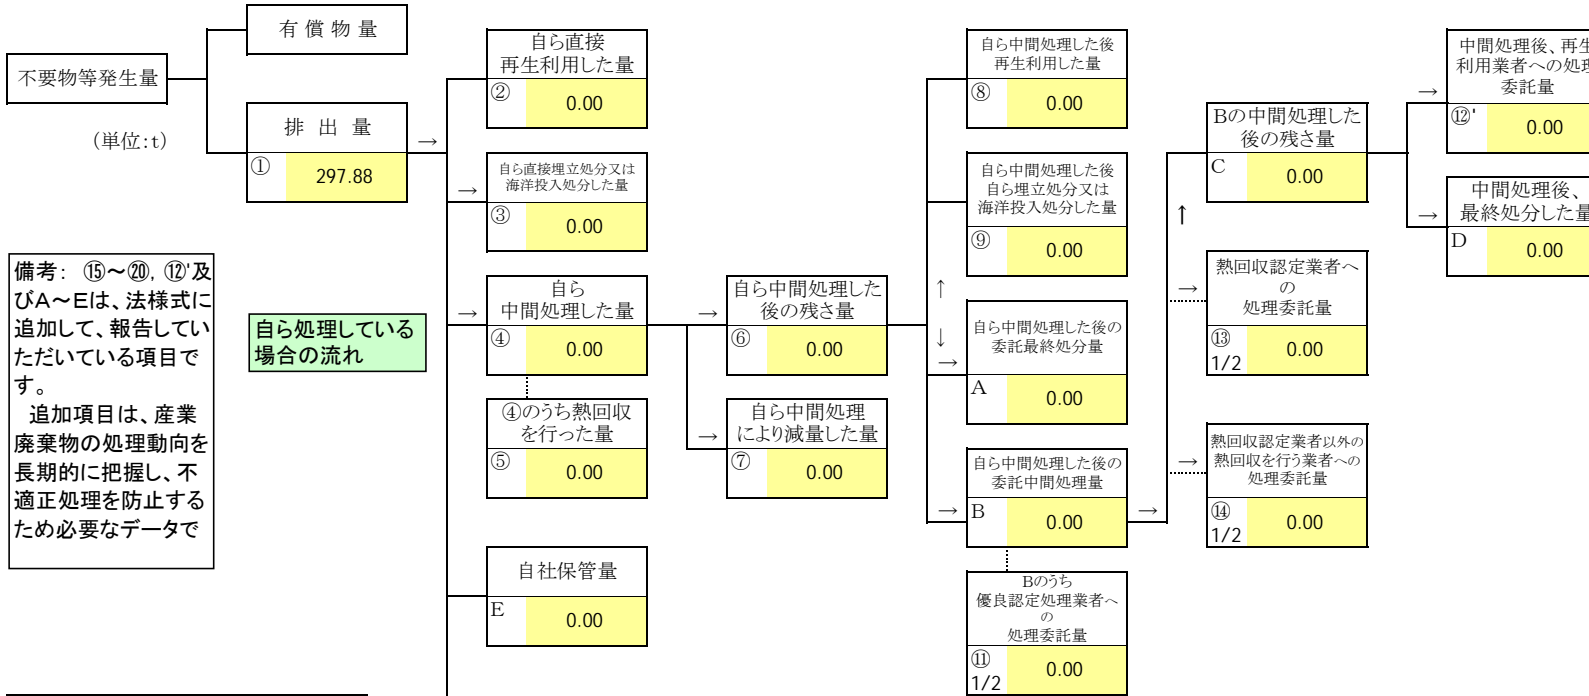 有 償 物 量
不要物等発生量
(単位:t)
排 出 量
①
297.88
→
備考: ⑮～⑳, ⑫'及
びA～Eは、法様式に
追加して、報告してい
ただいている項目で
す。
追加項目は、産業
廃棄物の処理動向を
長期的に把握し、不
適正処理を防止する
ため必要なデータで
自ら処理している
場合の流れ
自ら直接
再生利用した量
②
0.00
→
自ら直接埋立処分又は
海洋投入処分した量
③
0.00
→
自ら
中間処理した量
④
0.00
④のうち熱回収
を行った量
⑤
0.00
自社保管量
E
0.00
→
自ら中間処理した
後の残さ量
⑥
0.00
→
自ら中間処理
により減量した量
⑦
0.00
自ら中間処理した後
再生利用した量
⑧
0.00
自ら中間処理した後
自ら埋立処分又は
海洋投入処分した量
⑨
0.00
↑
↓
→
自ら中間処理した後の
委託最終処分量
A
0.00
→
自ら中間処理した後の
委託中間処理量
B
0.00
→
Bのうち
優良認定処理業者へ
の
処理委託量
⑪
1/2
0.00
Bの中間処理した
後の残さ量
C
0.00
↑
→
熱回収認定業者へ
の
処理委託量
⑬
1/2
0.00
→
熱回収認定業者以外の
熱回収を行う業者への
処理委託量
⑭
1/2
0.00
→
中間処理後、再生
利用業者への処理
委託量
⑫'
0.00
→
中間処理後、
最終処分した量
D
0.00